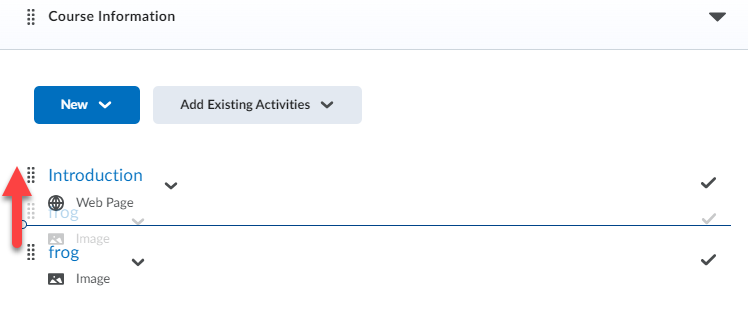 Course Information
New Add Existing Activities
Introduction
Web Page
frog
Image
frog
Image